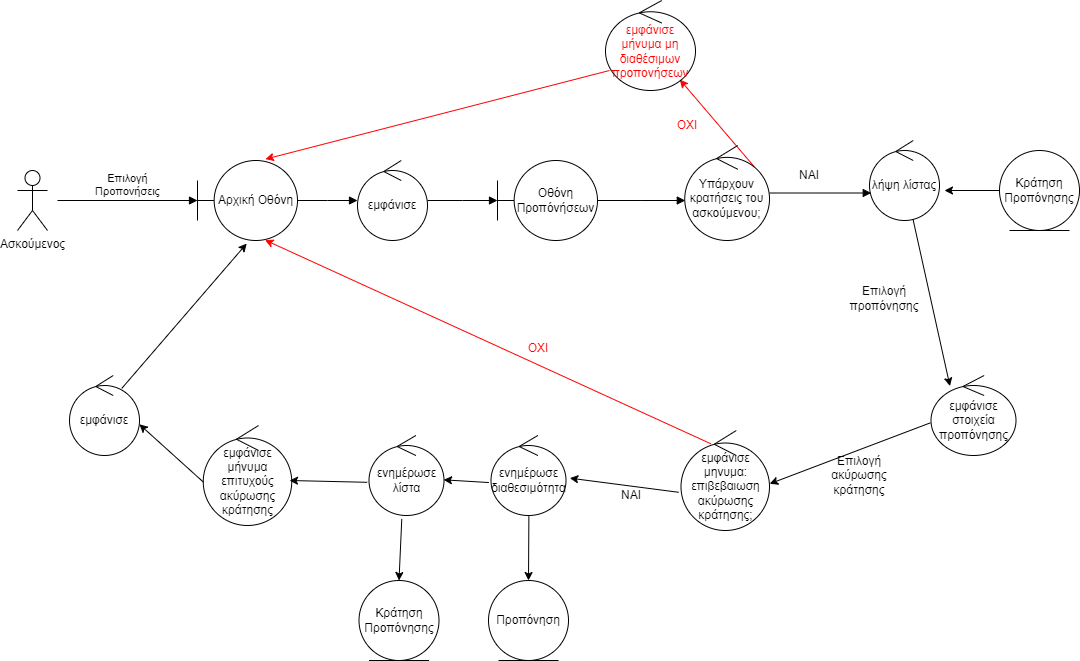 εμφάνισε
μήνυμα μη
διαθέσιμων
προπονήσεων
ΟΧΙ
Επιλογή
Προπονήσεις
Ασκούμενος
Αρχική Οθόνη
εμφάνισε
Οθόνη
Προπόνήσεων
Υπάρχουν
κρατήσεις του
ασκούμενου;
ΝΑΙ
λήψη λίστας
Κράτηση
Προπόνησης
Επιλογή
προπόνησης
ΟΧΙ
εμφάνισε
εμφάνισε
μήνυμα
επιτυχούς
ακύρωσης
κράτησης
ενημέρωσε
λίστα
ενημέρωσε
διαθεσιμότητα
ΝΑΙ
εμφάνισε
μηνυμα:
επιβεβαιωση
ακύρωσης
κράτησης;
Επιλογή
ακύρωσης
κράτησης
εμφάνισε
στοιχεία
προπόνησης
Κράτηση
Προπόνησης
Προπόνηση